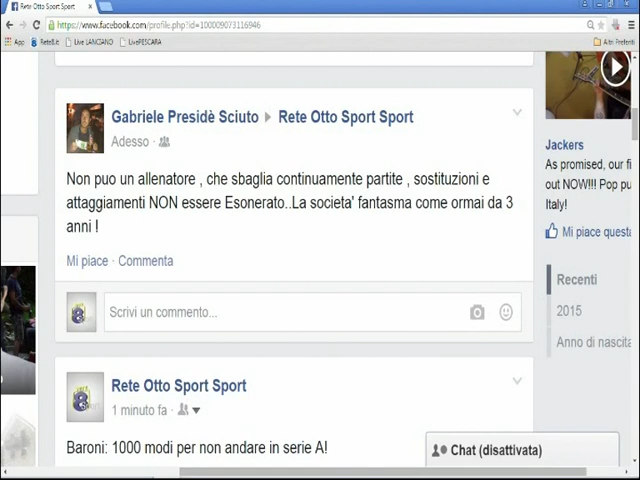 Rete Otto Sport Sport
https://www.facebook.com/profile.php?id=100009073116946
App Rete8.it Live LANCIANO LivePESCARA Altri Preferiti
Gabriele Presidè Sciuto Rete Otto Sport Sport
Adesso
Non puo un allenatore , che sbaglia continuamente partite , sostituzioni e
attaggiamenti NON essere Esonerato..La societa' fantasma come ormai da 3
anni !
Mi piace · Commenta
Scrivi un commento...
Rete Otto Sport Sport
1 minuto fa
Baroni: 1000 modi per non andare in serie A!
Jackers
As promised, our fi
out NOW!!! Pop pu
Italy!
Mi piace questa
Recenti
2015
Anno di nascita
Chat (disattivata)